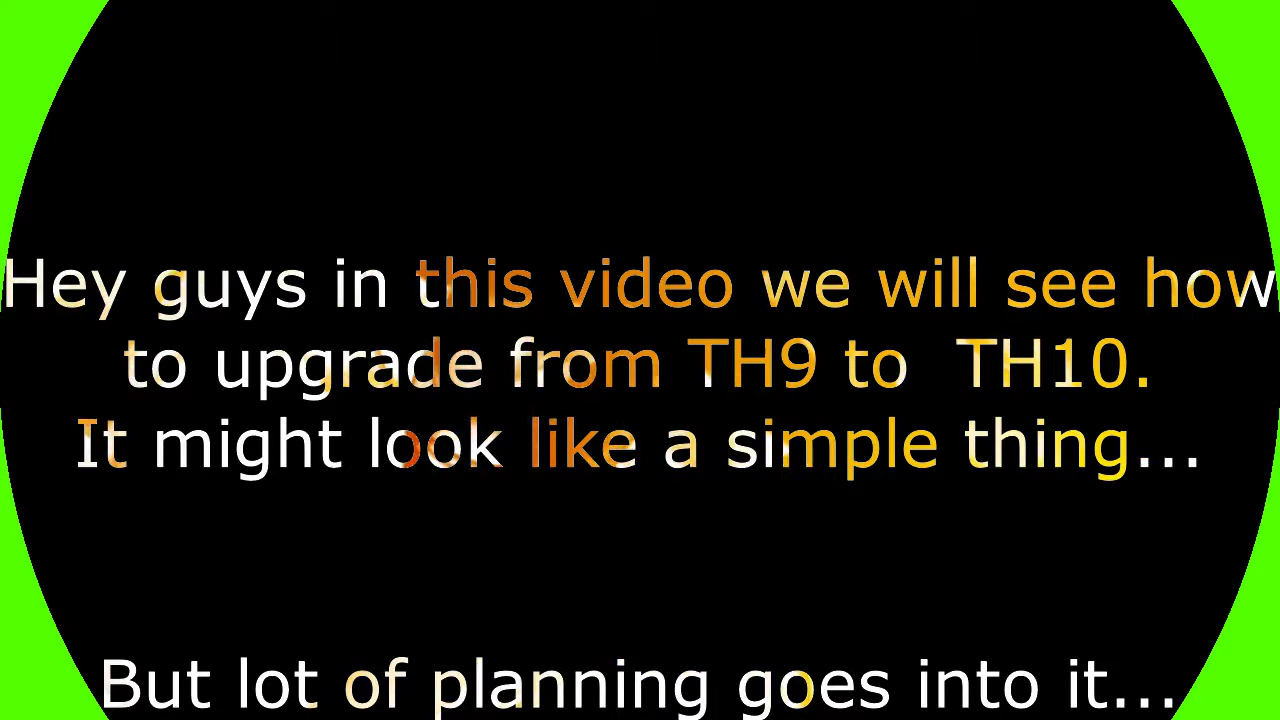 Hey guys in this video we will see how
to upgrade from TH9 to  TH10.
It might look like a simple thing...
But lot of planning goes into it...